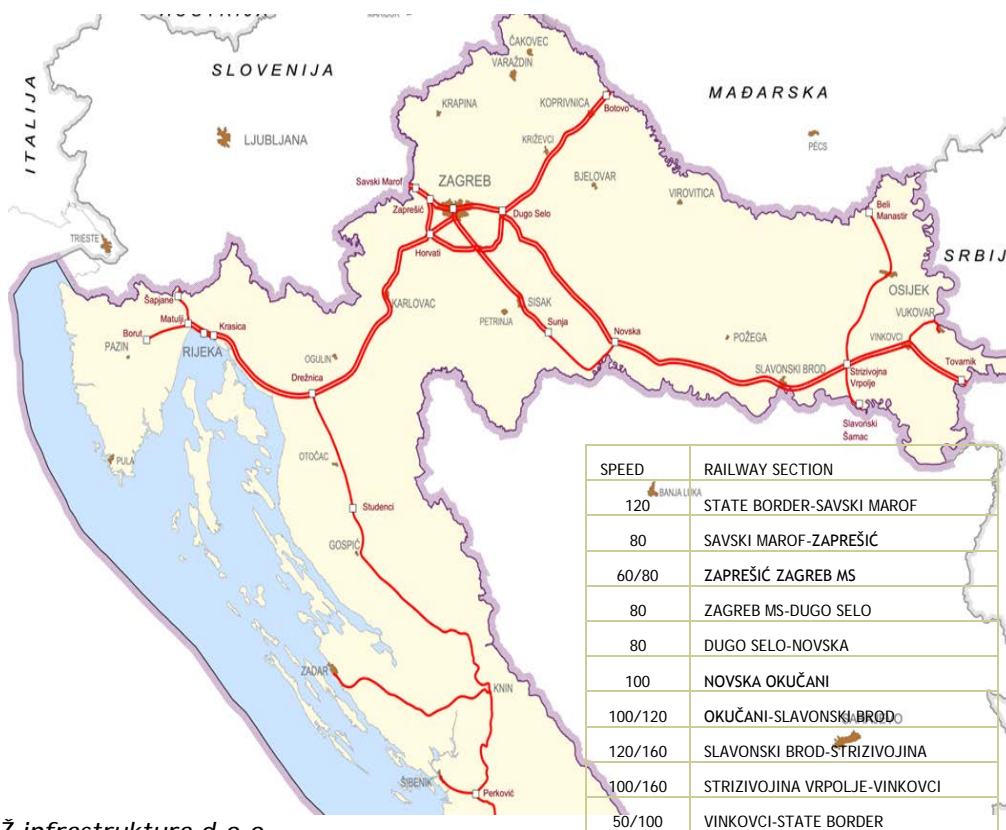 AUSTRIJA
MARIBOR
SLOVENIJA
ITALIJA
LJUBLJANA
TRIESTE
MAĐARSKA
PÉCS
SRBIJ
ČAKOVEC
VARAŽDIN
KRAPINA
KOPRIVNICA
Botovo
KRIŽEVCI
BJELOVAR
VIROVITICA
Savski Marof
ZAGREB
Zaprešić
Dugo Selo
Horvati
Beli
Manastir
OSIJEK
VUKOVAR
VINKOVCI
Tovarnik
Šapjane
Matulji
Krasica
Borut
PAZIN
RIJEKA
KARLOVAC
OGULIN
Drežnica
SISAK
PETRINJA
Sunja
Novska
POŽEGA
SLAVONSKI BROD
Strizivojna
Vrpolje
Slavonski
Šamac
PULA
OTOČAC
Studenci
GOSPIĆ
ZADAR
KNIN
ŠIBENIK
Perković
BANJA LUKA
SARAJEVO
SPEED RAILWAY SECTION
120 STATE BORDER-SAVSKI MAROF
80 SAVSKI MAROF-ZAPREŠIĆ
60/80 ZAPREŠIĆ ZAGREB MS
80 ZAGREB MS-DUGO SELO
80 DUGO SELO-NOVSKA
100 NOVSKA OKUČANI
100/120 OKUČANI-SLAVONSKI BROD
120/160 SLAVONSKI BROD-STRIZIVOJINA
100/160 STRIZIVOJINA VRPOLJE-VINKOVCI
50/100 VINKOVCI-STATE BORDER
Ž infrastruktura d.o.o.